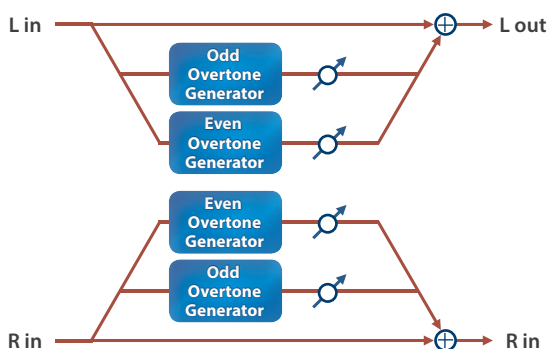 L in
L out
Odd
Overtone
Generator
Even
Overtone
Generator
Even
Overtone
Generator
Odd
Overtone
Generator
R in
R in